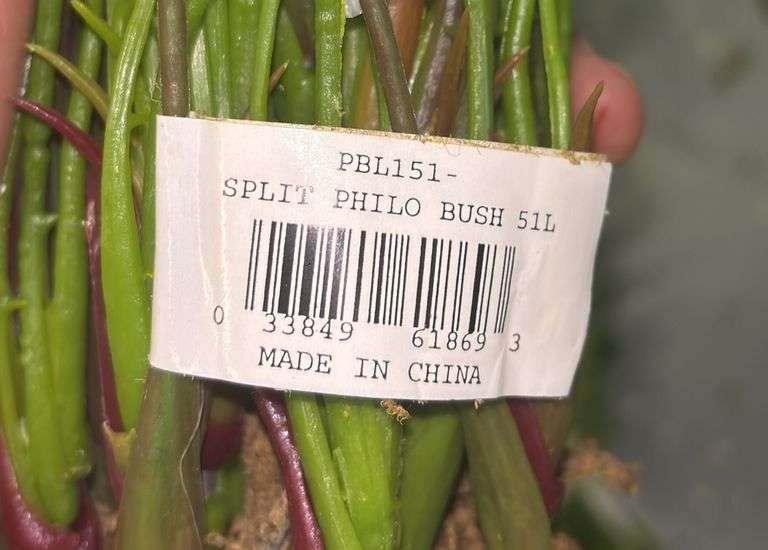 PBL151-
SPLIT PHILO BUSH 51L
0 33849 61869 3
MADE IN CHINA